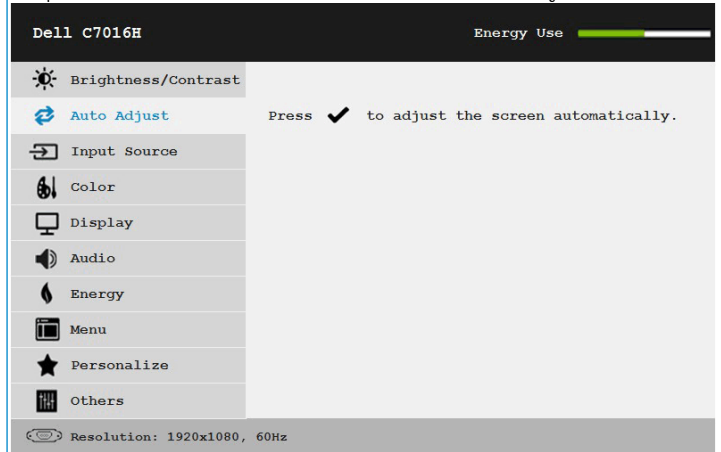 Dell C7016H
Energy Use
Brightness/Contrast
Auto Adjust
Press ✔ to adjust the screen automatically.
Input Source
Color
Display
Audio
Energy
Menu
Personalize
Others
Resolution: 1920x1080, 60Hz